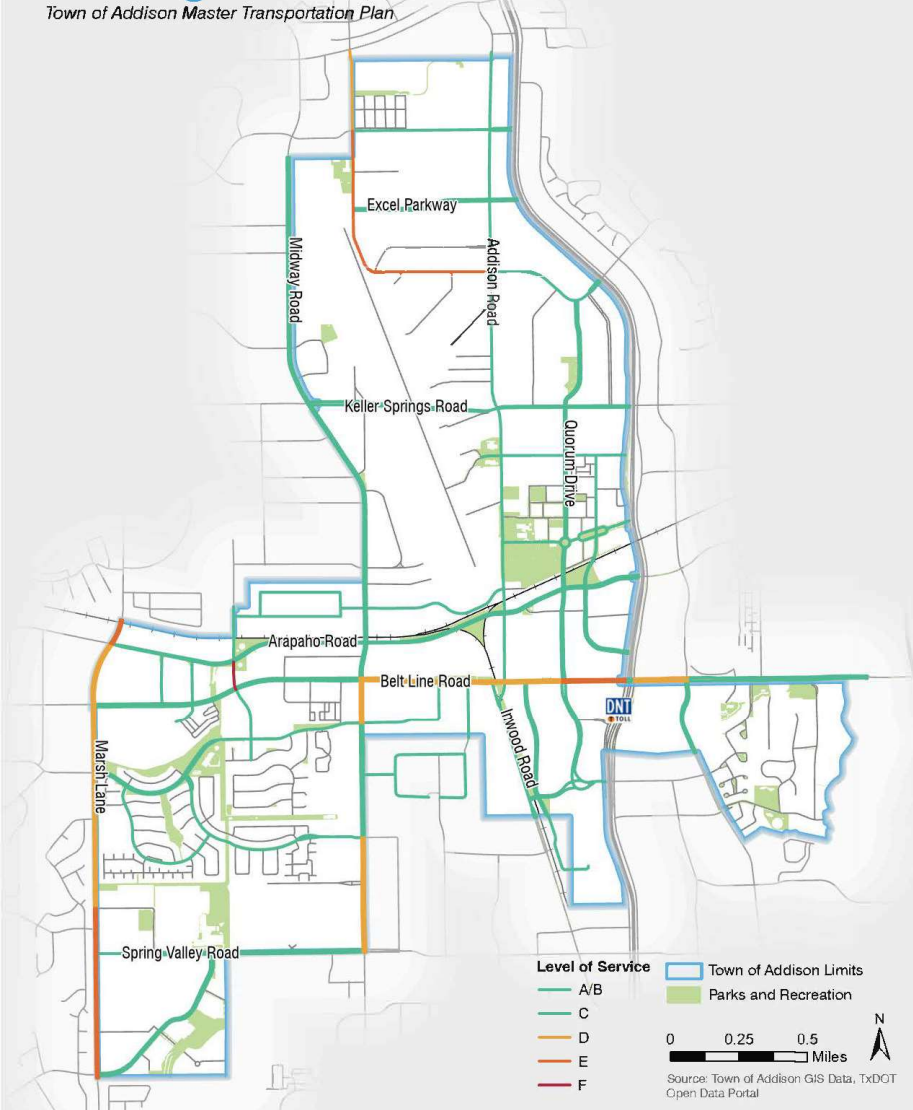 Town of Addison Master Transportation Plan
Excel Parkway
Midway Road
Addison Road
Keller Springs Road
Quorum Drive
Arapaho Road
Belt Line Road
DNT
TOLL
Inwood Road
Marsh Lane
Spring Valley Road
Level of Service
A/B
C
D
E
F
Town of Addison Limits
Parks and Recreation
N
0 0.25 0.5
Miles
Source: Town of Addison GIS Data, TxDOT
Open Data Portal